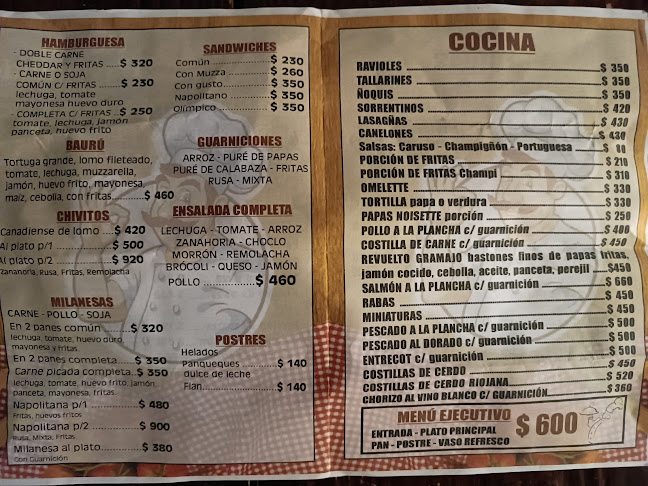 HAMBURGUESA
- DOBLE CARNE
CHEDDAR Y FRITAS ....$ 320
- CARNE O SOJA
COMÚN C/ FRITAS .......$ 230
lechuga, tomate
mayonesa huevo duro
- COMPLETA C/ FRITAS ..$ 250
tomate, lechuga, jamón
panceta, huevo frito
BAURÚ
Tortuga grande, lomo fileteado,
tomate, lechuga, muzzarella,
jamón, huevo frito, mayonesa,
maiz, cebolla, con fritas........$ 460
CHIVITOS
Canadiense de lomo ....$ 420
Al plato p/1 ..................$ 500
Al plato p/2 ..................$ 920
Zanahoria, Rusa, Fritas, Remolacha
MILANESAS
CARNE - POLLO - SOJA
En 2 panes común.......$ 320
lechuga, tomate, huevo duro,
mayonesa y fritas
En 2 panes completa....$ 350
Carne picada completa.$ 350
lechuga, tomate, huevo frito, jamón,
panceta, mayonesa, fritas.
Napolitana p/1 .............$ 480
Fritas, huevos fritos
Napolitana p/2 .............$ 900
Rusa, Mixta, Fritas
Milanesa al plato...........$ 380
Con Guarnición
SANDWICHES
Común ..................$ 230
Con Muzza ............$ 260
Con gusto..............$ 350
Napolitano ............$ 350
Olímpico ................$ 350
GUARNICIONES
ARROZ - PURÉ DE PAPAS
PURÉ DE CALABAZA - FRITAS
RUSA - MIXTA
ENSALADA COMPLETA
LECHUGA - TOMATE - ARROZ
ZANAHORIA - CHOCLO
MORRÓN - REMOLACHA
BRÓCOLI - QUESO - JAMÓN
POLLO ..............$ 460
POSTRES
Helados
Panqueques ..............$ 140
dulce de leche
Flan...........................$ 140
COCINA
RAVIOLES ..........$ 350
TALLARINES ..........$ 350
ÑOQUIS ..........$ 350
SORRENTINOS ..........$ 420
LASAGÑAS ..........$ 430
CANELONES ..........$ 430
Salsas: Caruso - Champigñón - Portuguesa ....$ 90
PORCIÓN DE FRITAS ..........$ 210
PORCIÓN DE FRITAS Champi ..........$ 310
OMELETTE ..........$ 330
TORTILLA papa o verdura ..........$ 330
PAPAS NOISETTE porción ..........$ 250
POLLO A LA PLANCHA c/ guarnición ..........$ 400
COSTILLA DE CARNE c/ guarnición ..........$ 450
REVUELTO GRAMAJO bastones finos de papas fritas,
jamón cocido, cebolla, aceite, panceta, perejil ...$450
SALMÓN A LA PLANCHA c/ guarnición ..........$ 660
RABAS ..........$ 450
MINIATURAS ..........$ 450
PESCADO A LA PLANCHA c/ guarnición ..........$ 500
PESCADO AL DORADO c/ guarnición ..........$ 500
ENTRECOT c/ guarnición ..........$ 500
COSTILLAS DE CERDO ..........$ 450
COSTILLAS DE CERDO RIOJANA ..........$ 520
CHORIZO AL VINO BLANCO C/ GUARNICIÓN ..........$ 360
MENÚ EJECUTIVO
ENTRADA - PLATO PRINCIPAL
PAN - POSTRE - VASO REFRESCO
$ 600